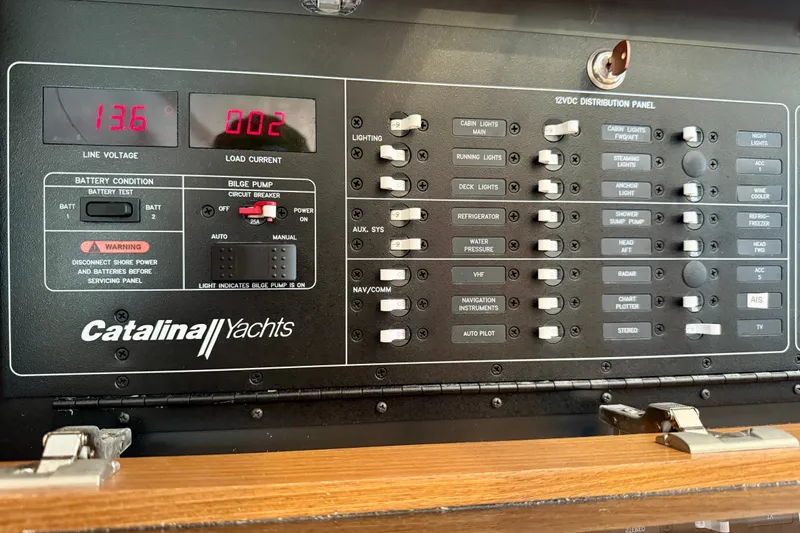 12VDC DISTRIBUTION PANEL
136
002
LINE VOLTAGE
LOAD CURRENT
BATTERY CONDITION
BATTERY TEST
BATT
1
BATT
2
BILGE PUMP
CIRCUIT BREAKER
OFF
25A
POWER
ON
AUTO
MANUAL
LIGHT INDICATES BILGE PUMP IS ON
WARNING
DISCONNECT SHORE POWER
AND BATTERIES BEFORE
SERVICING PANEL
Catalina Yachts
LIGHTING
CABIN LIGHTS
MAIN
CABIN LIGHTS
FWD/AFT
NIGHT
LIGHTS
RUNNING LIGHTS
STEAMING
LIGHTS
ACC
1
DECK LIGHTS
ANCHOR
LIGHT
WINE
COOLER
AUX. SYS
REFRIGERATOR
SHOWER
SUMP PUMP
REFRIG-
FREEZER
WATER
PRESSURE
HEAD
AFT
HEAD
FWD
NAV/COMM
VHF
RADAR
ACC
5
NAVIGATION
INSTRUMENTS
CHART
PLOTTER
AIS
AUTO PILOT
STEREO
TV